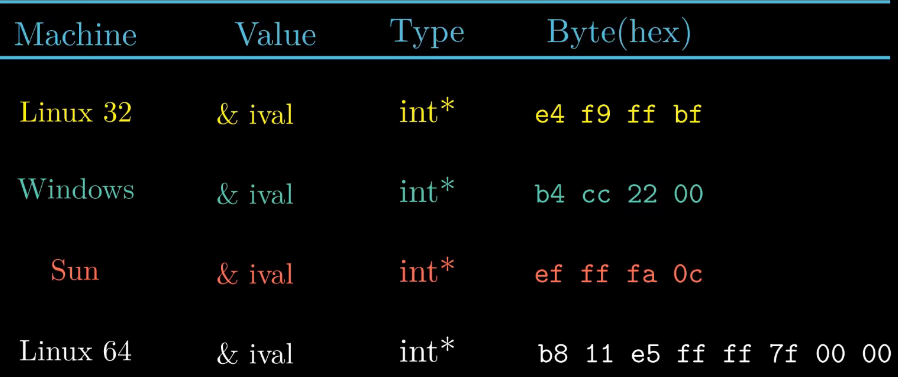 Machine Value Type Byte(hex)
Linux 32 & ival int* e4 f9 ff bf
Windows & ival int* b4 cc 22 00
Sun & ival int* ef ff fa 0c
Linux 64 & ival int* b8 11 e5 ff ff 7f 00 00